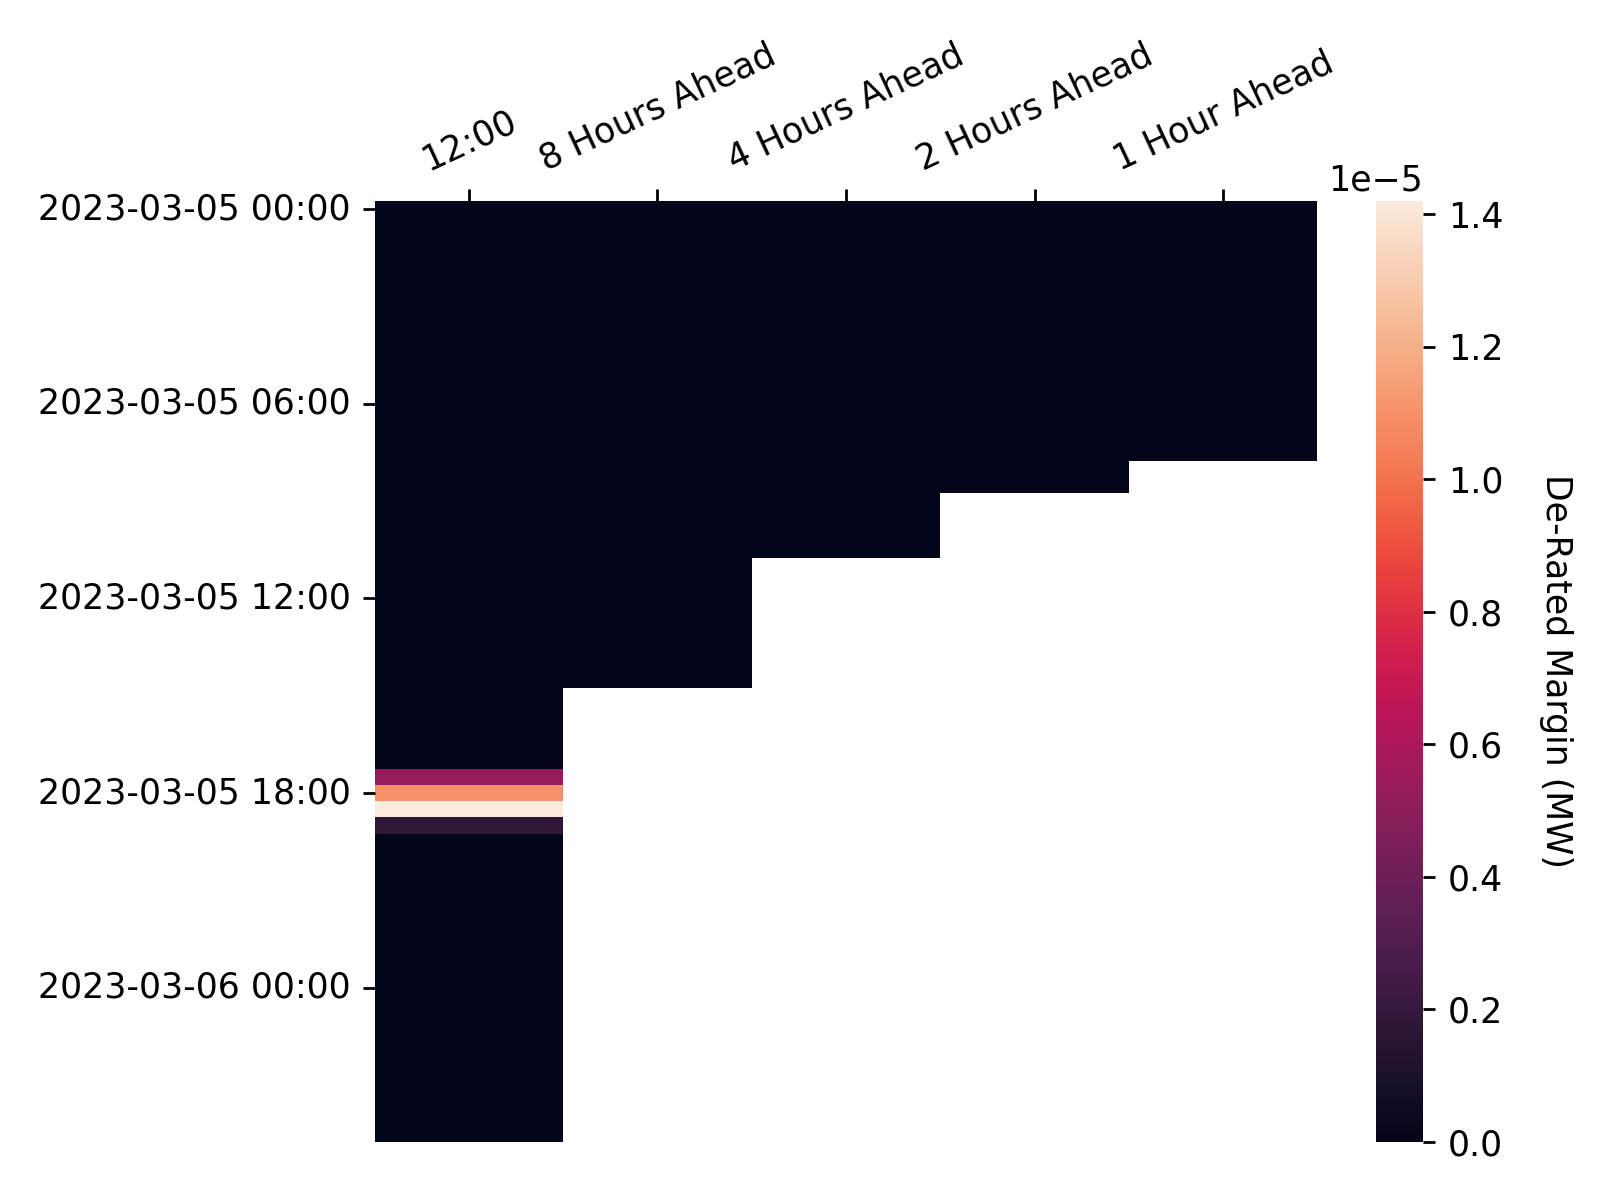 12:00
8 Hours Ahead
4 Hours Ahead
2 Hours Ahead
1 Hour Ahead
1e−5
2023-03-05 00:00
2023-03-05 06:00
2023-03-05 12:00
2023-03-05 18:00
2023-03-06 00:00
1.4
1.2
1.0
0.8
0.6
0.4
0.2
0.0
De-Rated Margin (MW)